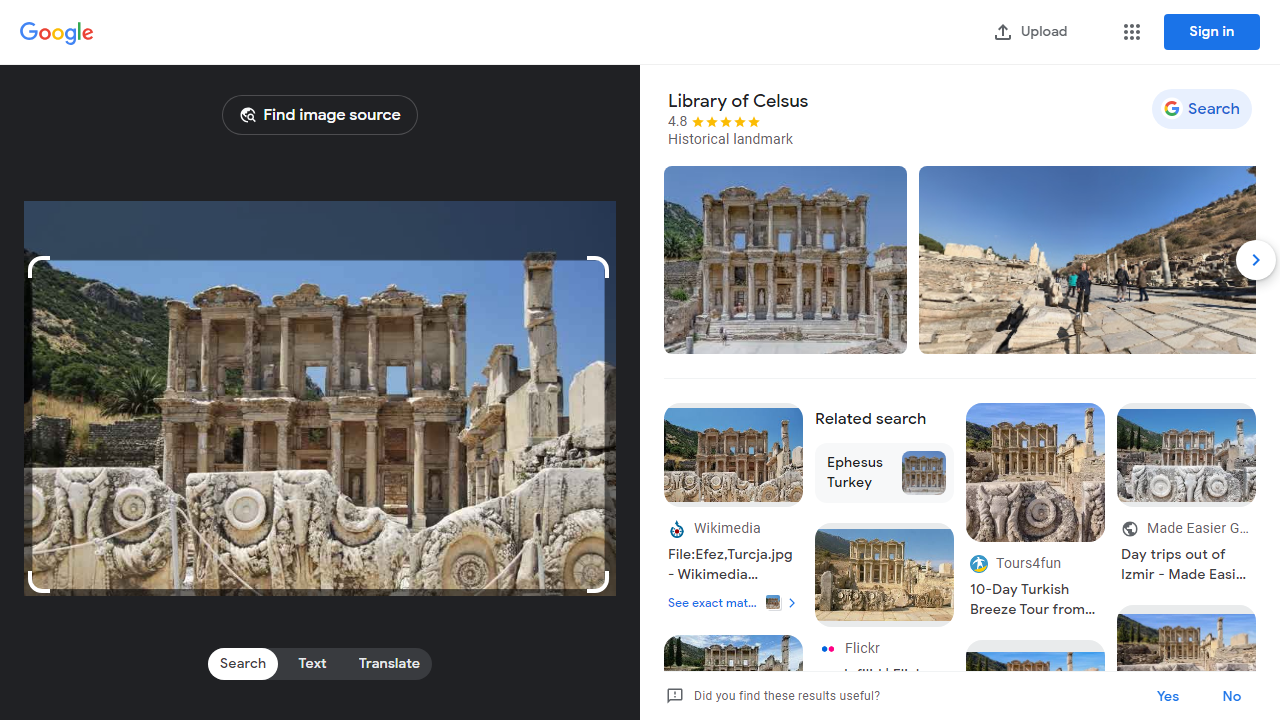 Google
Upload
Sign in
Find image source
Search
Text
Translate
Library of Celsus
4.8
Historical landmark
Search
Wikimedia
File:Efez,Turcja.jpg
- Wikimedia...
See exact mat...
Related search
Ephesus
Turkey
Flickr
Tours4fun
10-Day Turkish
Breeze Tour from...
Made Easier G...
Day trips out of
Izmir - Made Easi...
Did you find these results useful?
Yes
No